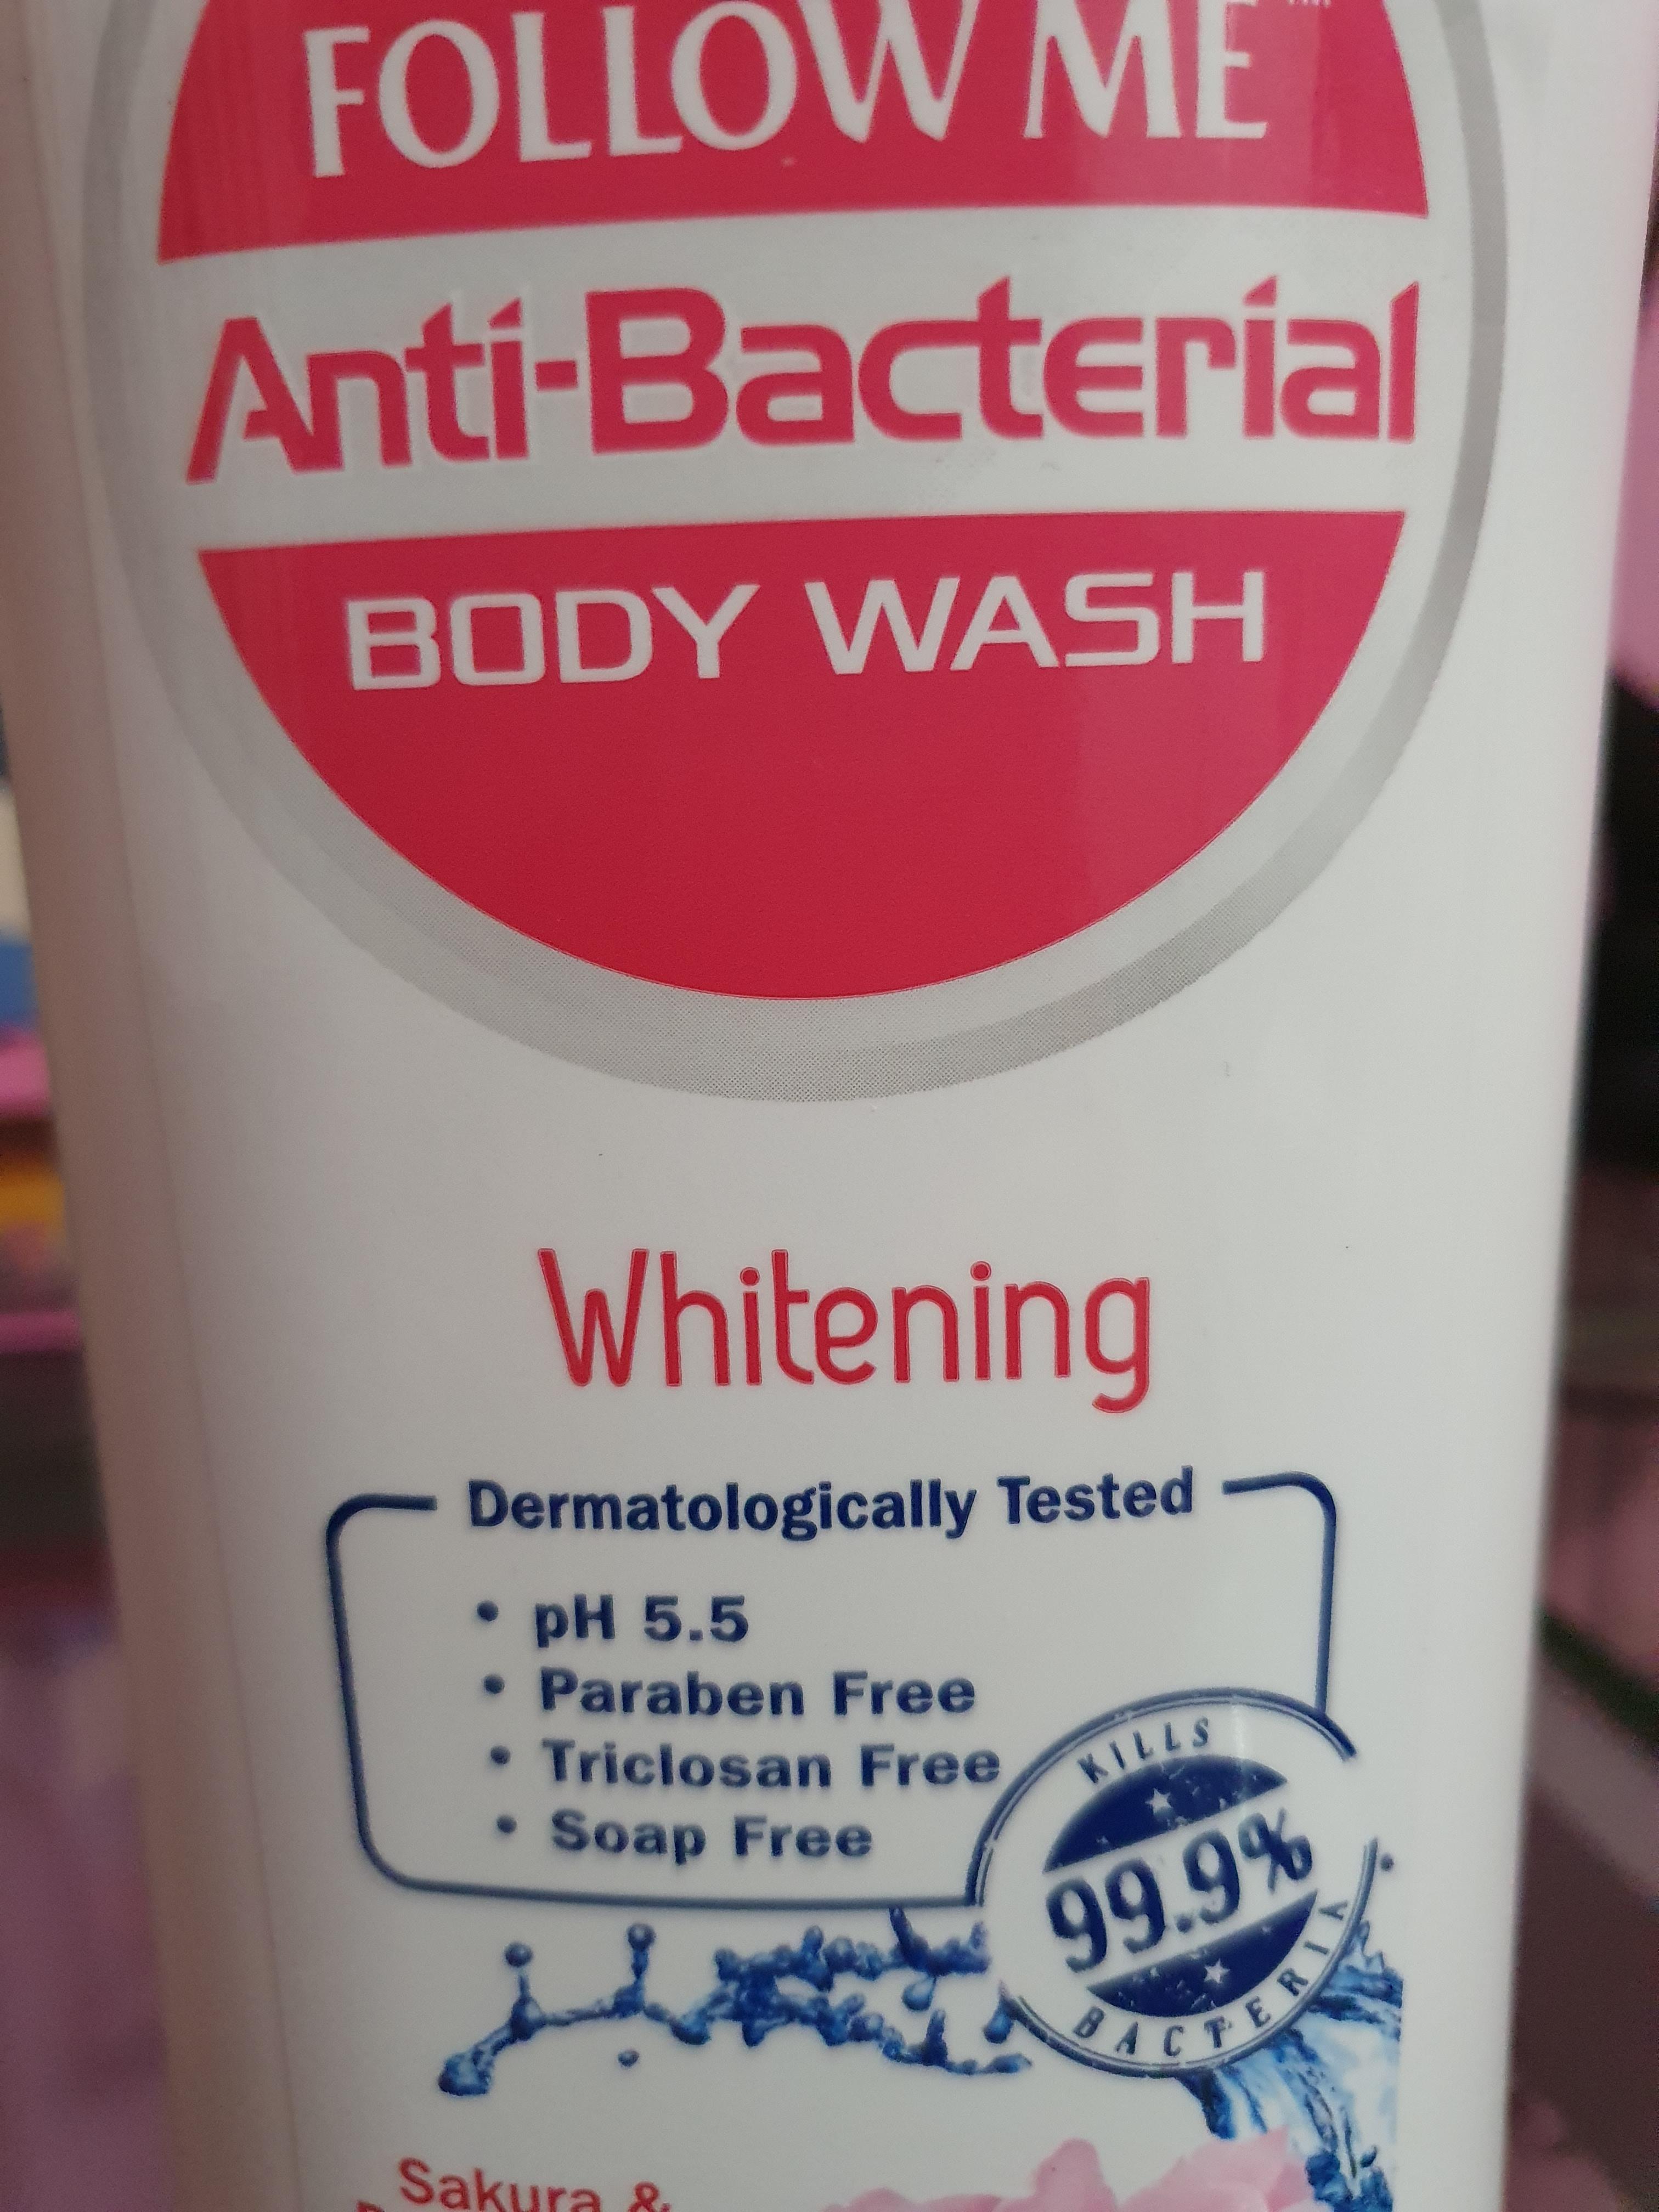 FOLLOW ME™
Anti-Bacterial
BODY WASH
Whitening
Dermatologically Tested
• pH 5.5
• Paraben Free
• Triclosan Free
• Soap Free
KILLS
99.9%
BACTERIA
Sakura &